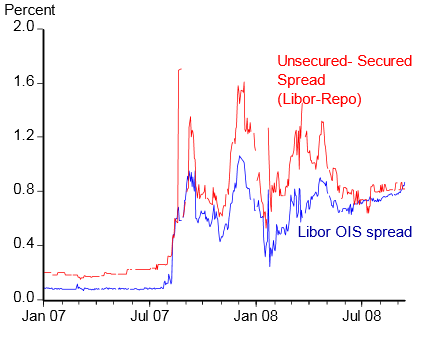 Percent
2.0
1.6
1.2
0.8
0.4
0.0
Unsecured- Secured
Spread
(Libor-Repo)
Libor OIS spread
Jan 07
Jul 07
Jan 08
Jul 08